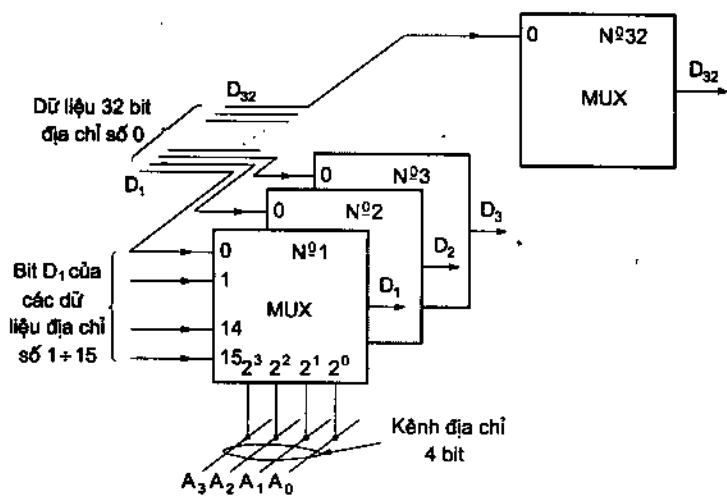 0
Nº32
MUX
D32
D32
Dữ liệu 32 bit
địa chỉ số 0
D1
0
Nº3
D3
0
Nº2
D2
0
Nº1
1
MUX
D1
14
15
2³ 2² 2¹ 2⁰
Bit D1 của
các dữ
liệu địa chỉ
số 1÷15
Kênh địa chỉ
4 bit
A3 A2 A1 A0